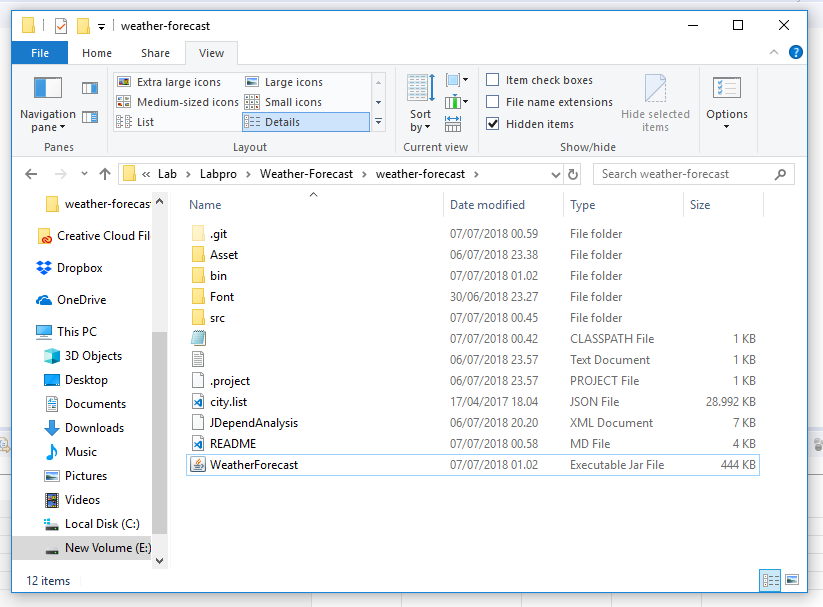 weather-forecast
File Home Share View
Navigation pane
Panes
Extra large icons Large icons
Medium-sized icons Small icons
List Details
Layout
Sort by
Current view
Item check boxes
File name extensions
Hidden items
Hide selected items
Show/hide
Options
« Lab Labpro Weather-Forecast weather-forecast
Search weather-forecast
weather-forecast
Creative Cloud Fil
Dropbox
OneDrive
This PC
3D Objects
Desktop
Documents
Downloads
Music
Pictures
Videos
Local Disk (C:)
New Volume (E:)
Name Date modified Type Size
.git 07/07/2018 00.59 File folder
Asset 06/07/2018 23.38 File folder
bin 07/07/2018 01.02 File folder
Font 30/06/2018 23.27 File folder
src 07/07/2018 00.45 File folder
07/07/2018 00.42 CLASSPATH File 1 KB
06/07/2018 23.57 Text Document 1 KB
.project 06/07/2018 23.57 PROJECT File 1 KB
city.list 17/04/2017 18.04 JSON File 28.992 KB
JDependAnalysis 06/07/2018 20.20 XML Document 7 KB
README 07/07/2018 00.58 MD File 4 KB
WeatherForecast 07/07/2018 01.02 Executable Jar File 444 KB
12 items